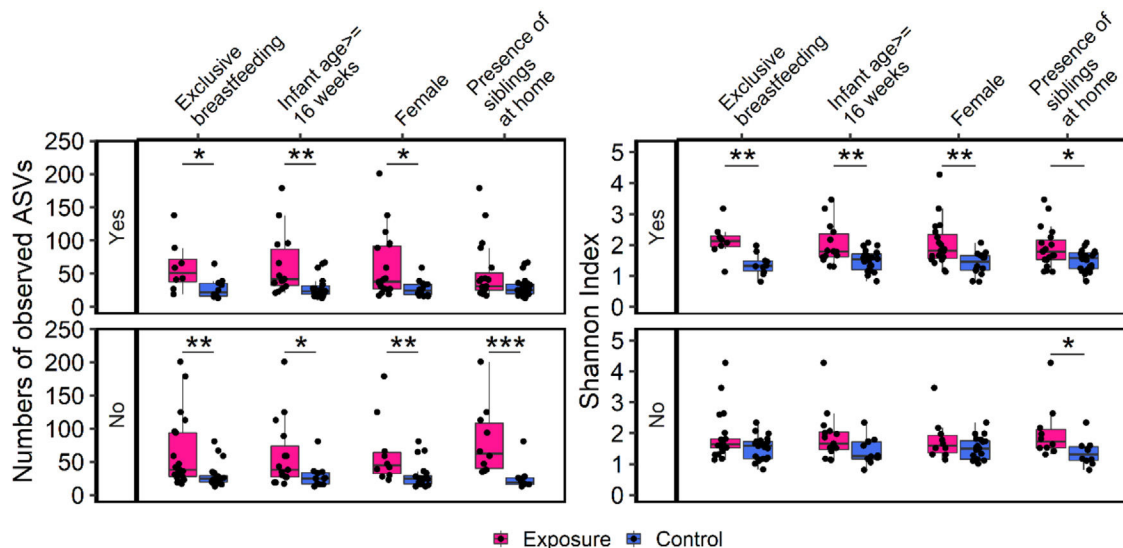 Exclusive
breastfeeding
Infant age>=
16 weeks
Female
Presence of
siblings
at home
Exclusive
breastfeeding
Infant age>=
16 weeks
Female
Presence of
siblings
at home
Numbers of observed ASVs
250
200
150
100
50
0
Yes
* ** *
250
200
150
100
50
0
No
** * ** ***
Shannon Index
5
4
3
2
1
0
Yes
** ** ** *
5
4
3
2
1
0
No
*
Exposure Control